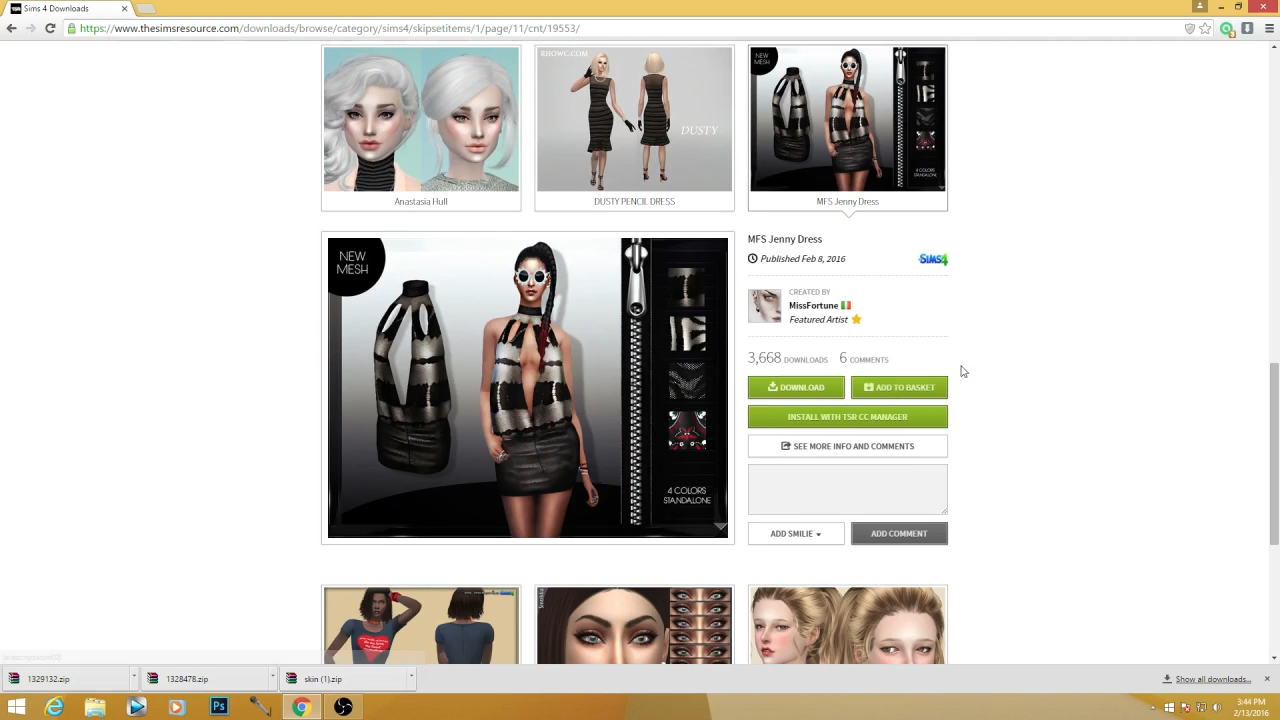 Sims 4 Downloads
https://www.thesimsresource.com/downloads/browse/category/sims4/skipsetitems/1/page/11/cnt/19553/
RHOWC.COM
DUSTY
NEW
MESH
4 COLORS
STANDALONE
Anastasia Hull
DUSTY PENCIL DRESS
MFS Jenny Dress
NEW
MESH
4 COLORS
STANDALONE
MFS Jenny Dress
Published Feb 8, 2016
SIMS4
CREATED BY
MissFortune
Featured Artist
3,668 DOWNLOADS 6 COMMENTS
DOWNLOAD
ADD TO BASKET
INSTALL WITH TSR CC MANAGER
SEE MORE INFO AND COMMENTS
ADD SMILIE
ADD COMMENT
1329132.zip
1328478.zip
skin (1).zip
Show all downloads...
3:44 PM
2/13/2016